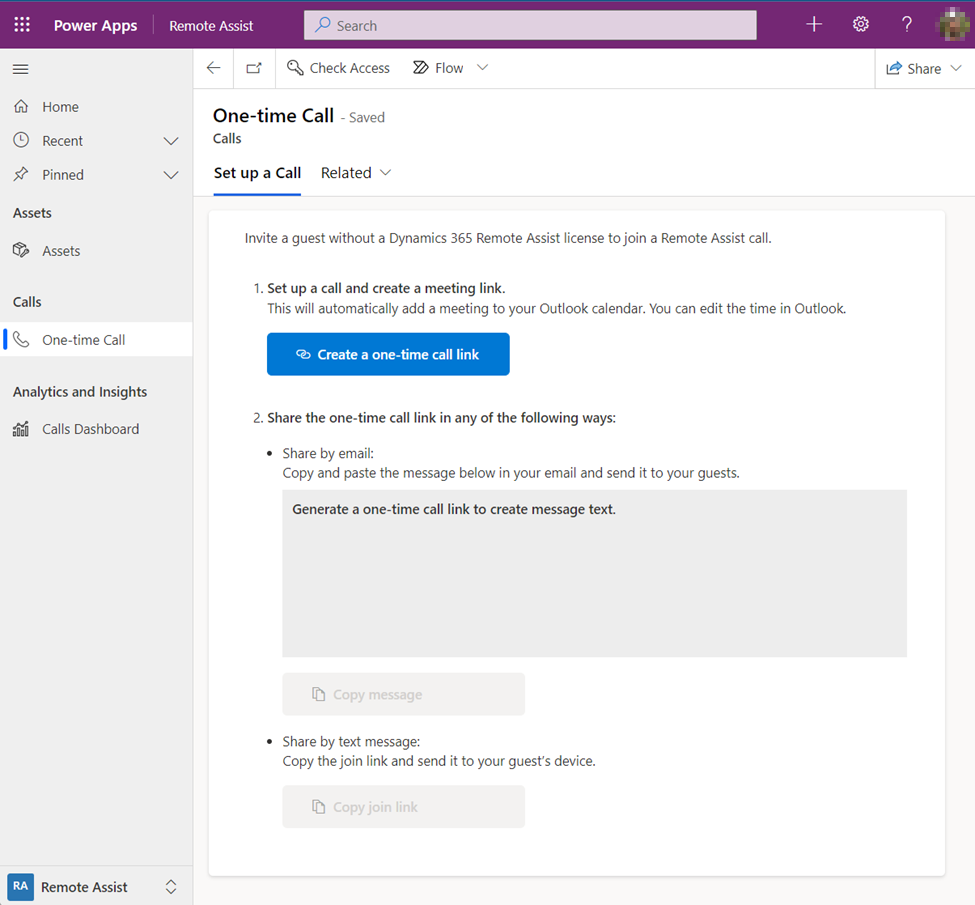 Power Apps
Remote Assist
Search
?
Check Access
Flow
Share
Home
Recent
Pinned
Assets
Assets
Calls
One-time Call
Analytics and Insights
Calls Dashboard
RA Remote Assist
One-time Call - Saved
Calls
Set up a Call
Related
Invite a guest without a Dynamics 365 Remote Assist license to join a Remote Assist call.
1. Set up a call and create a meeting link.
This will automatically add a meeting to your Outlook calendar. You can edit the time in Outlook.
Create a one-time call link
2. Share the one-time call link in any of the following ways:
• Share by email:
Copy and paste the message below in your email and send it to your guests.
Generate a one-time call link to create message text.
Copy message
• Share by text message:
Copy the join link and send it to your guest's device.
Copy join link